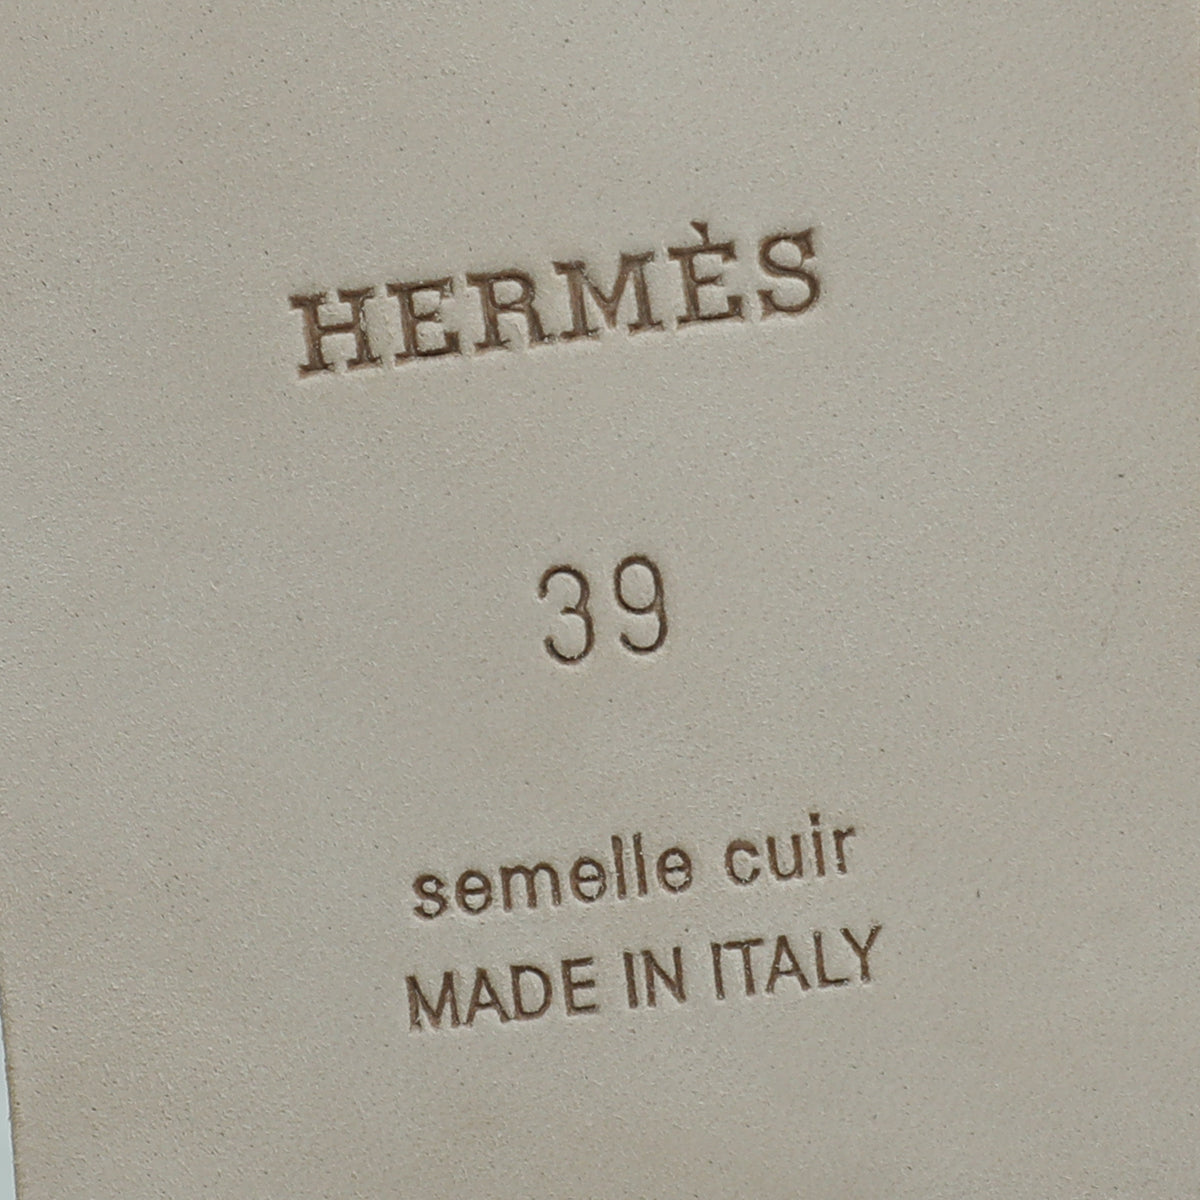 HERMÈS
39
semelle cuir
MADE IN ITALY